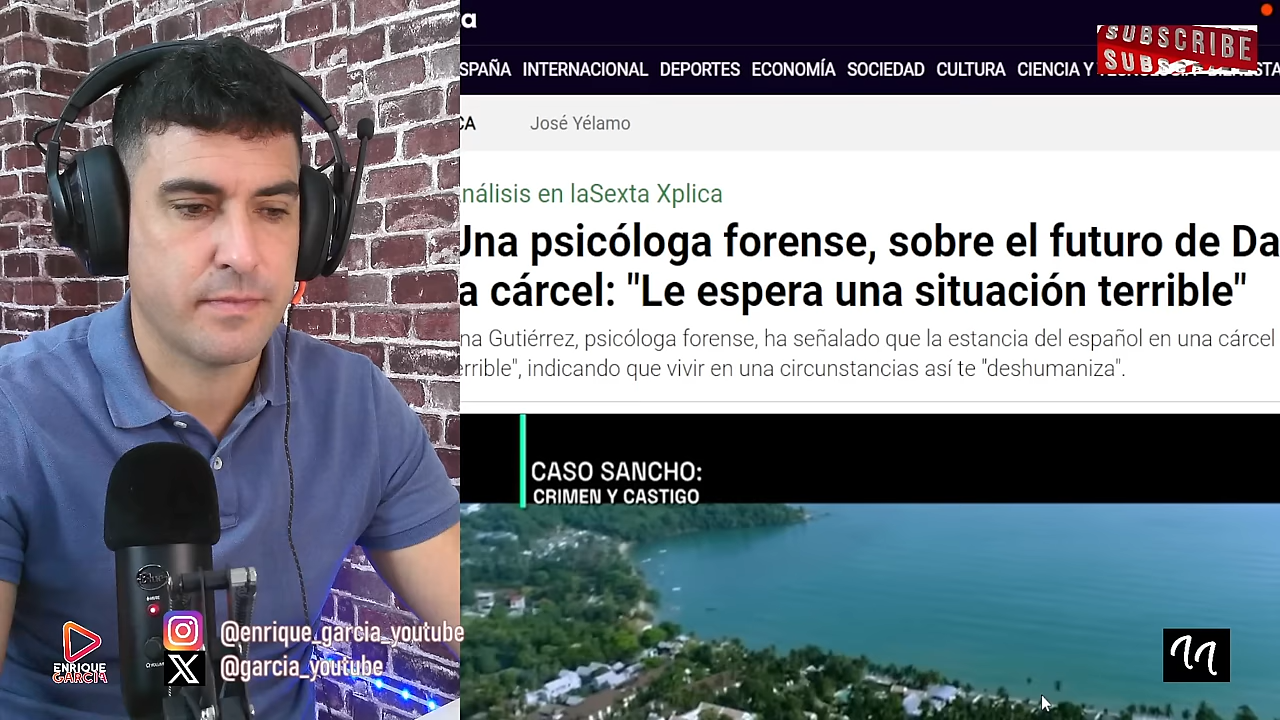 a
SUBSCRIBE
SPAÑA INTERNACIONAL DEPORTES ECONOMÍA SOCIEDAD CULTURA CIENCIA Y
CA José Yélamo
nálisis en laSexta Xplica
Una psicóloga forense, sobre el futuro de Da
a cárcel: "Le espera una situación terrible"
na Gutiérrez, psicóloga forense, ha señalado que la estancia del español en una cárcel
errible", indicando que vivir en una circunstancias así te "deshumaniza".
CASO SANCHO:
CRIMEN Y CASTIGO
Blue
@enrique_garcia_youtube
@garcia_youtube
ENRIQUE
GARCIA